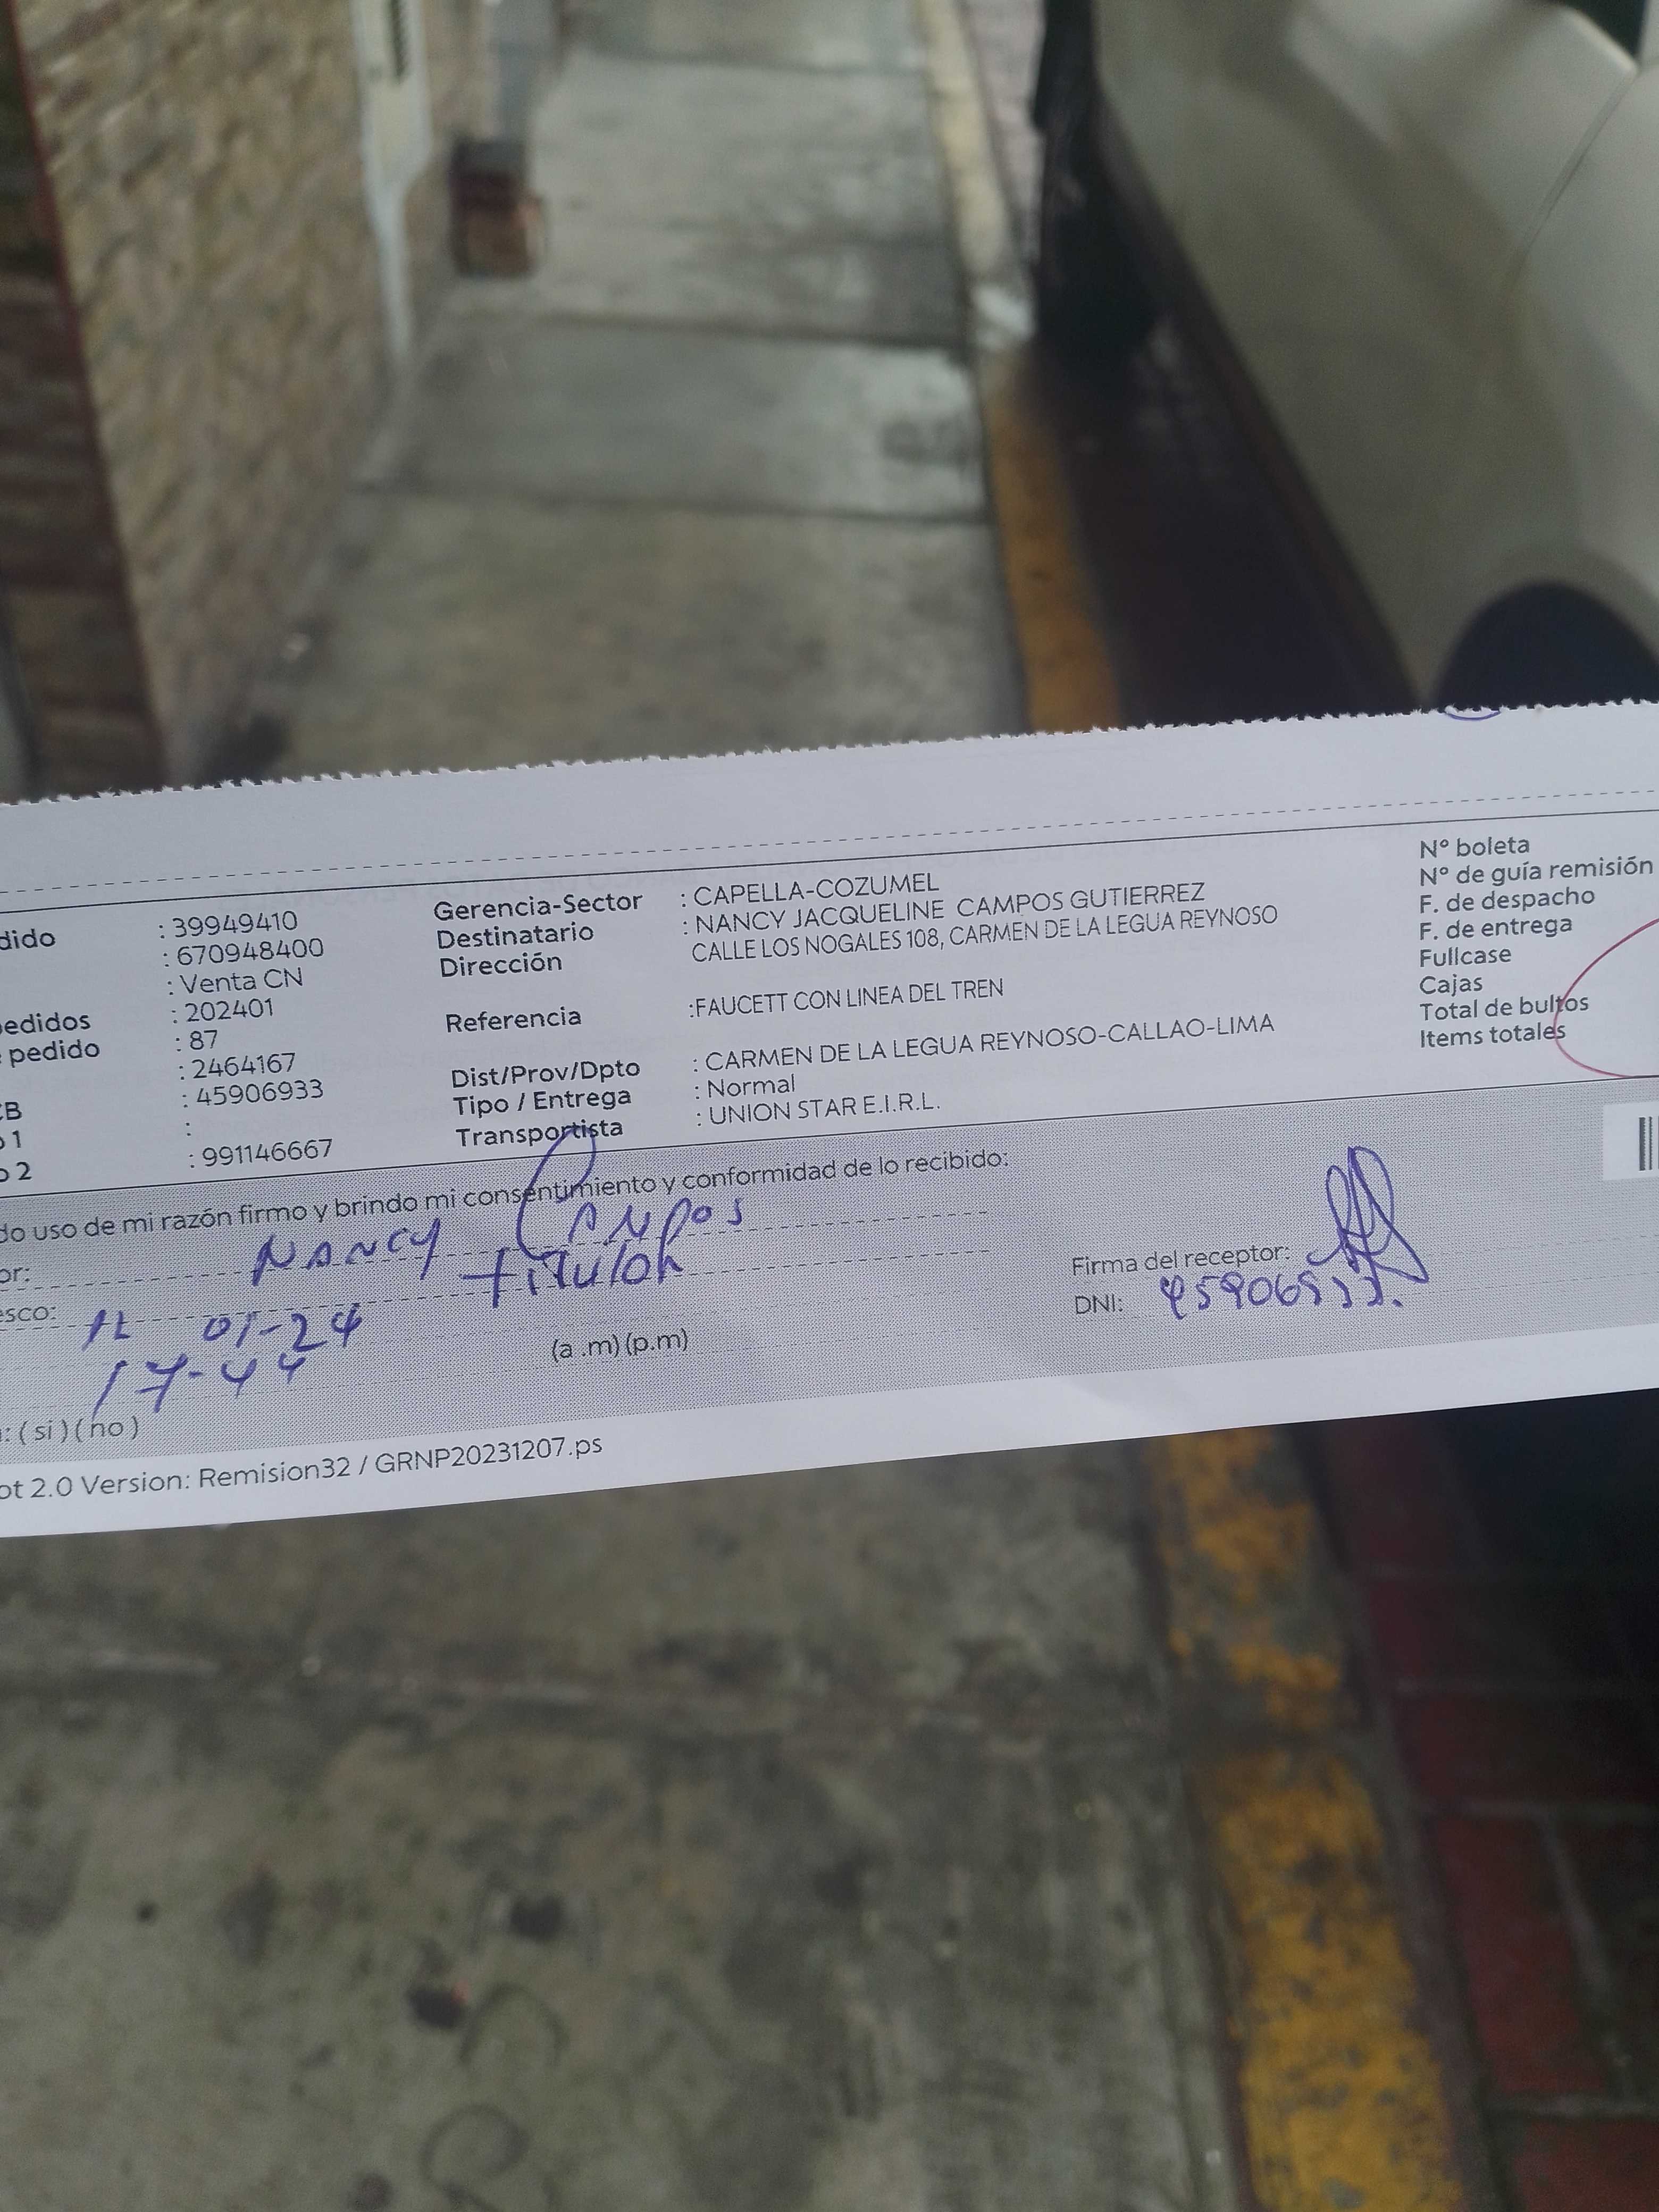 dido : 39949410
: 670948400
: Venta CN
edidos : 202401
pedido : 87
: 2464167
CB : 45906933
o 1 :
o 2 : 991146667
Gerencia-Sector : CAPELLA-COZUMEL
Destinatario : NANCY JACQUELINE CAMPOS GUTIERREZ
Dirección CALLE LOS NOGALES 108, CARMEN DE LA LEGUA REYNOSO
Referencia :FAUCETT CON LINEA DEL TREN
Dist/Prov/Dpto : CARMEN DE LA LEGUA REYNOSO-CALLAO-LIMA
Tipo / Entrega : Normal
Transportista : UNION STAR E.I.R.L.
N° boleta
N° de guía remisión
F. de despacho
F. de entrega
Fullcase
Cajas
Total de bultos
Items totales
do uso de mi razón firmo y brindo mi consentimiento y conformidad de lo recibido:
or: NANCY CAMPOS
esco: titular
01-24
17-44 (a .m) (p.m)
Firma del receptor:
DNI: 45906933.
: ( si ) ( no )
ot 2.0 Version: Remision32 / GRNP20231207.ps